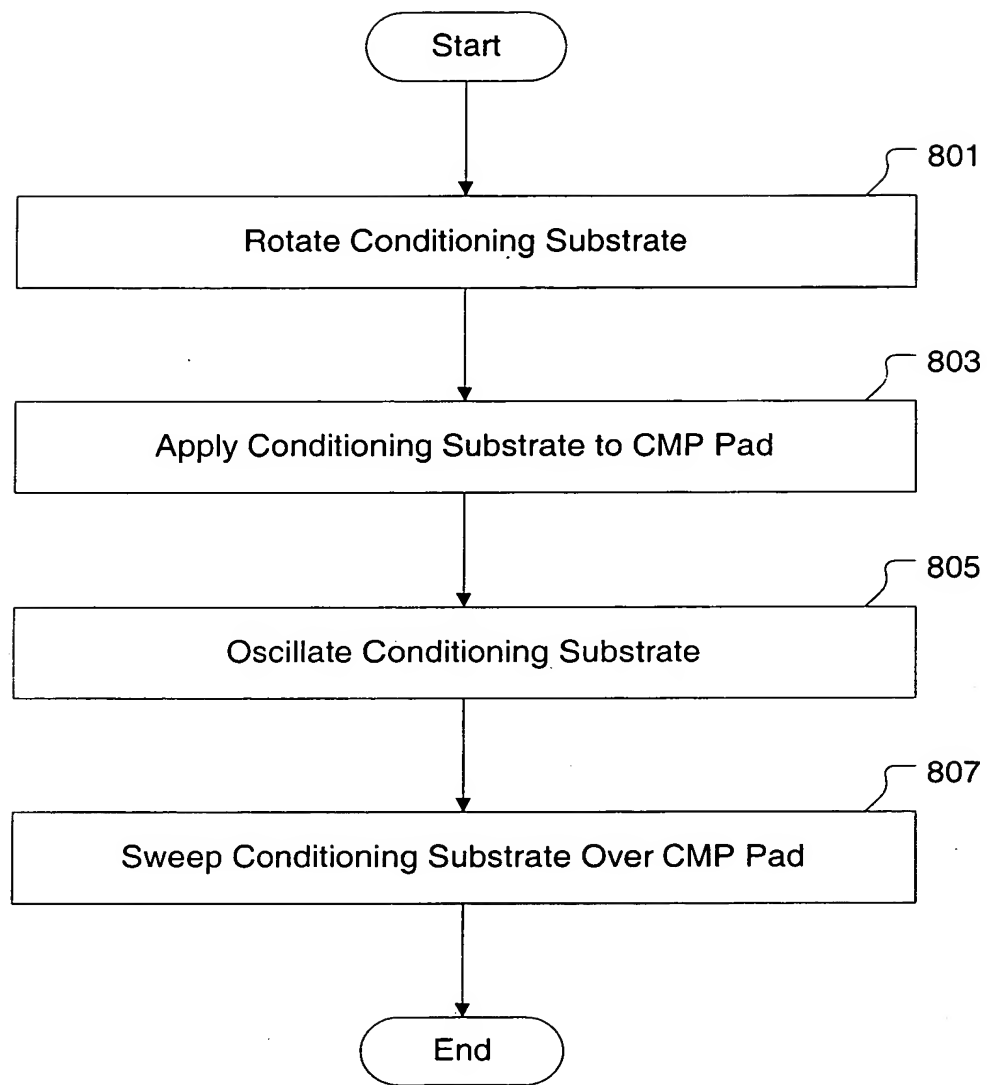 Start
801
Rotate Conditioning Substrate
803
Apply Conditioning Substrate to CMP Pad
805
Oscillate Conditioning Substrate
807
Sweep Conditioning Substrate Over CMP Pad
End